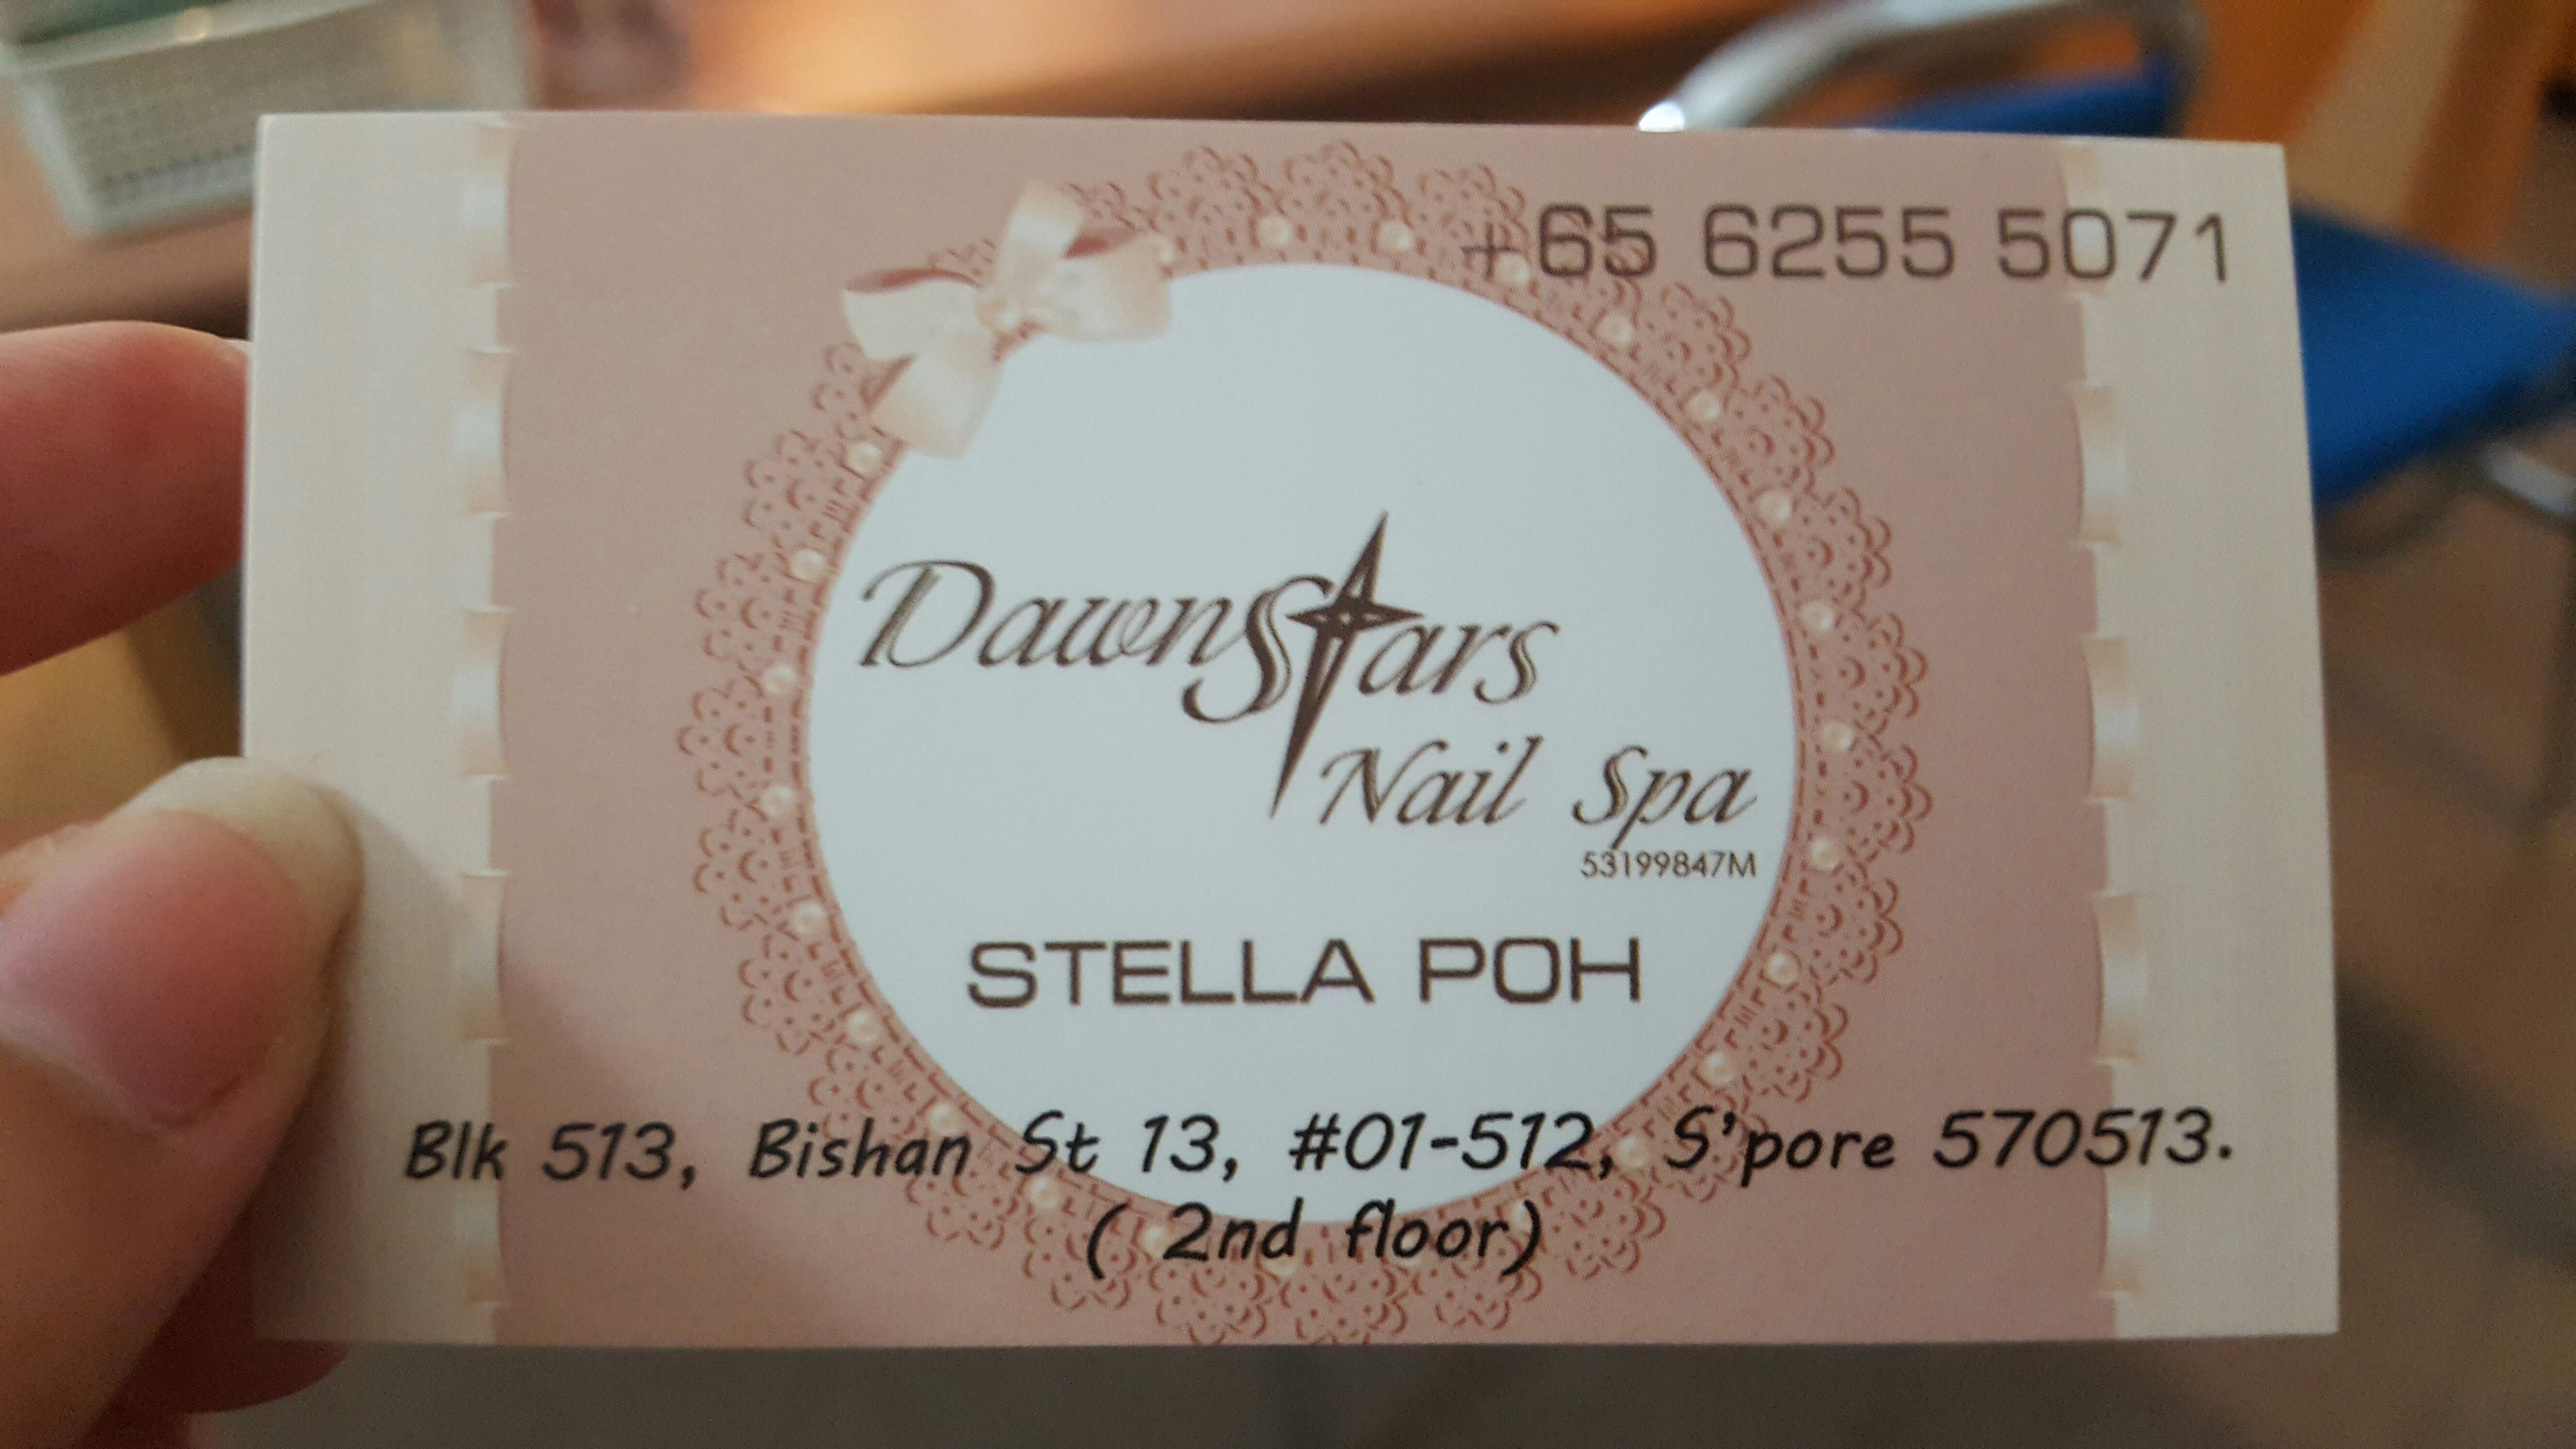 +65 6255 5071
DawnStars
Nail Spa
53199847M
STELLA POH
Blk 513, Bishan St 13, #01-512, S'pore 570513.
( 2nd floor)